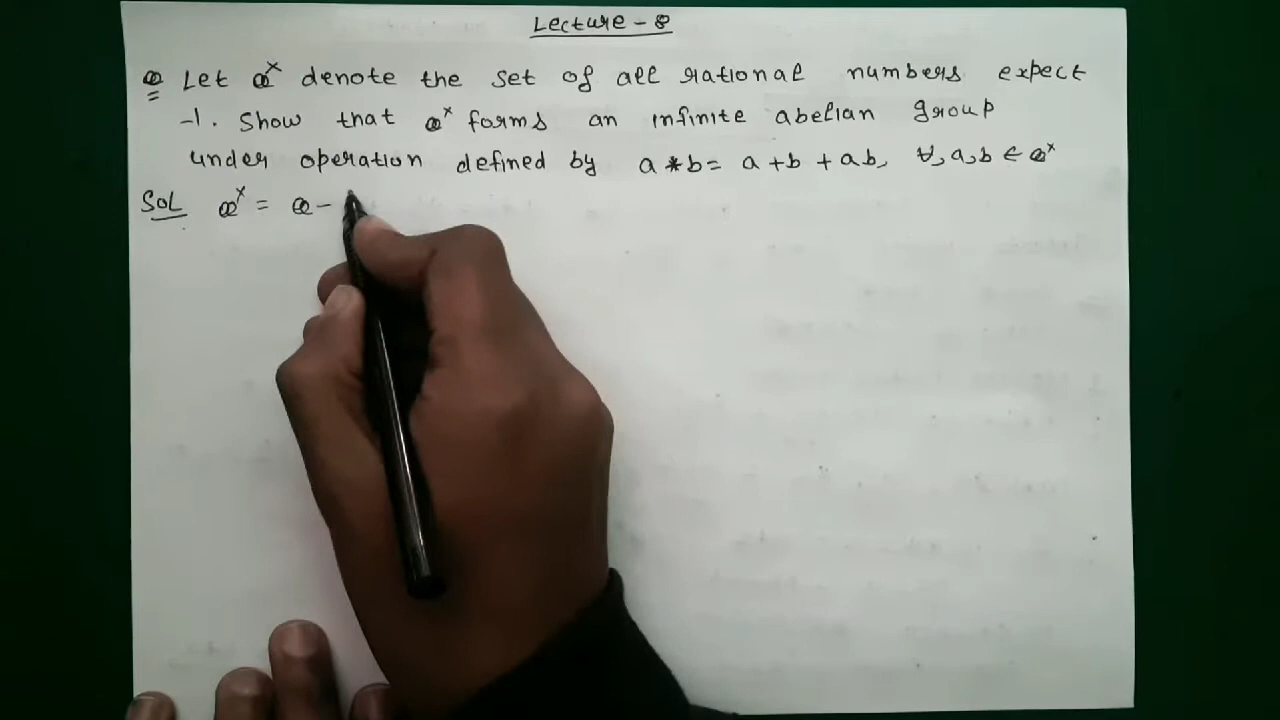 Lecture - 8
Q Let Q^x denote the set of all rational numbers expect
-1. Show that Q^x forms an infinite abelian group
under operation defined by a * b = a + b + ab, ∀, a, b ∈ Q^x
Sol Q^x = Q -